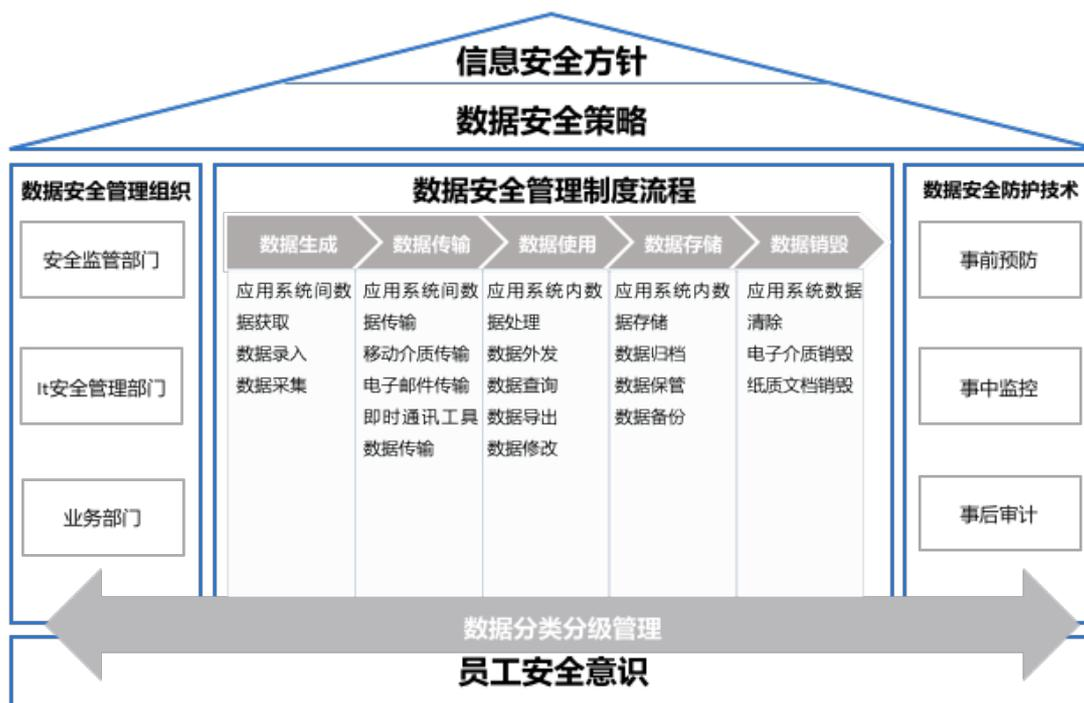 信息安全方针
数据安全策略
数据安全管理组织
安全监管部门
It安全管理部门
业务部门
数据安全管理制度流程
数据生成
数据传输
数据使用
数据存储
数据销毁
应用系统间数
据获取
数据录入
数据采集
应用系统间数
据传输
移动介质传输
电子邮件传输
即时通讯工具
数据传输
应用系统内数
据处理
数据外发
数据查询
数据导出
数据修改
应用系统内数
据存储
数据归档
数据保管
数据备份
应用系统数据
清除
电子介质销毁
纸质文档销毁
数据安全防护技术
事前预防
事中监控
事后审计
数据分类分级管理
员工安全意识